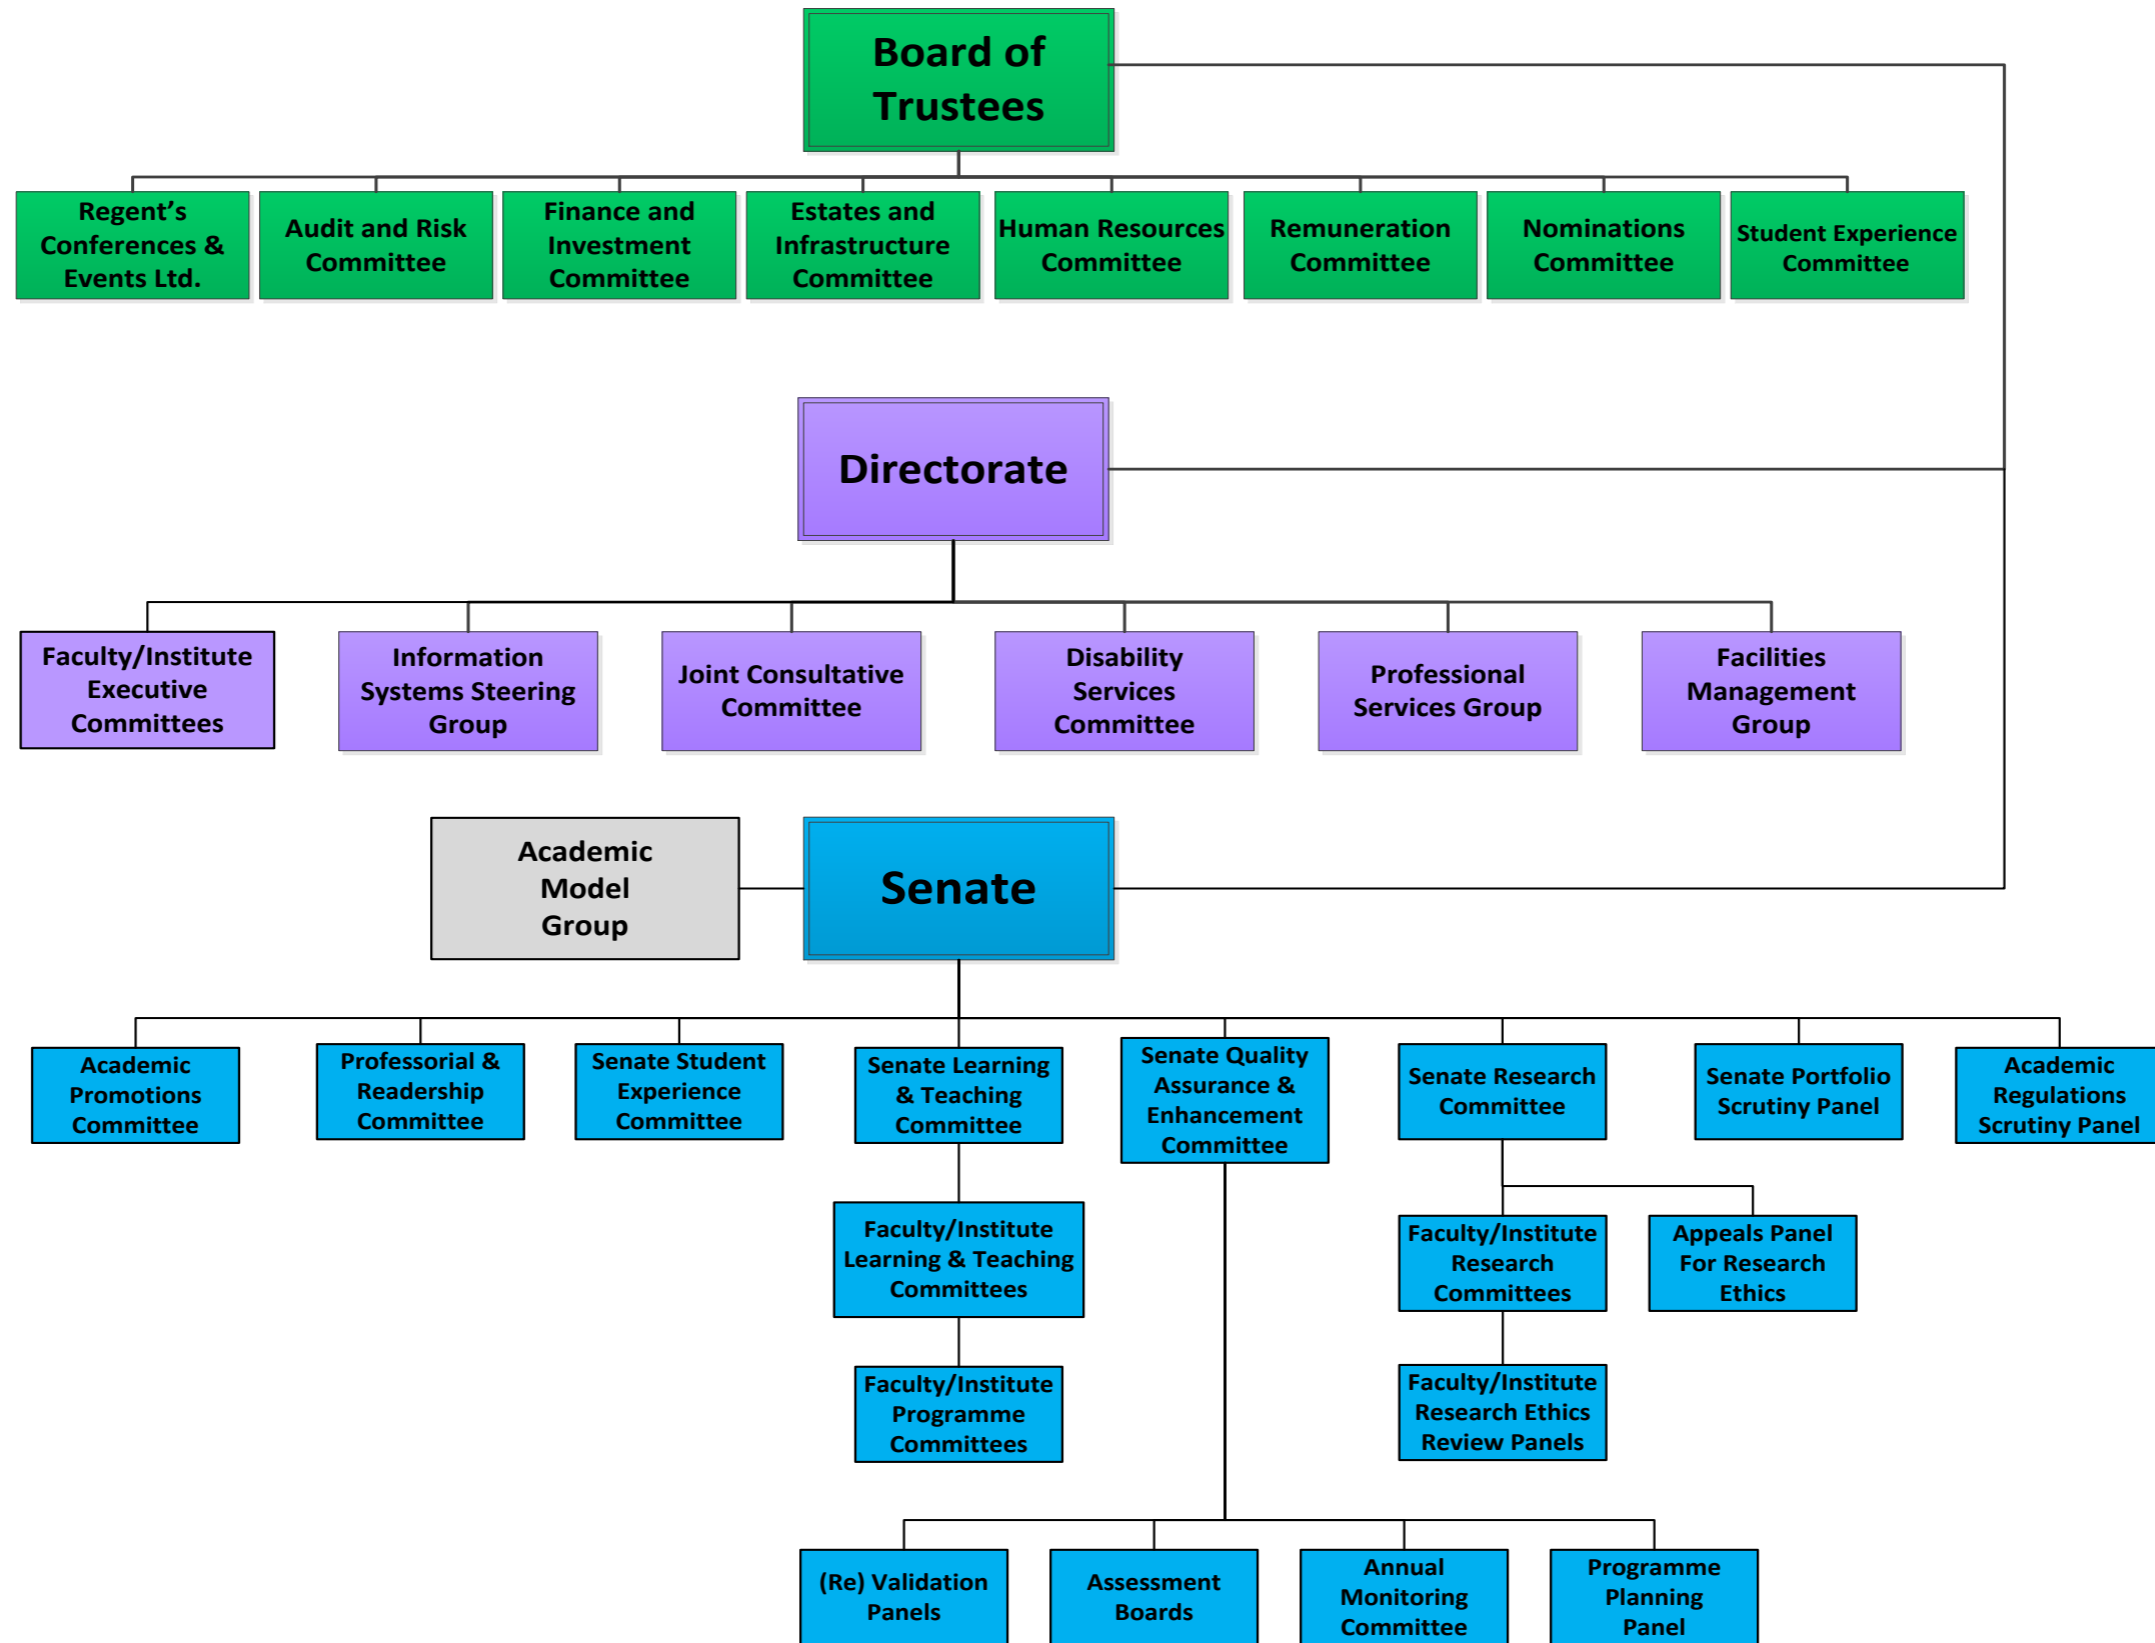 Board of
Trustees
Regent's
Conferences &
Events Ltd.
Audit and Risk
Committee
Finance and
Investment
Committee
Estates and
Infrastructure
Committee
Human Resources
Committee
Remuneration
Committee
Nominations
Committee
Student Experience
Committee
Directorate
Faculty/Institute
Executive
Committees
Information
Systems Steering
Group
Joint Consultative
Committee
Disability
Services
Committee
Professional
Services Group
Facilities
Management
Group
Academic
Model
Group
Senate
Academic
Promotions
Committee
Professorial &
Readership
Committee
Senate Student
Experience
Committee
Senate Learning
& Teaching
Committee
Senate Quality
Assurance &
Enhancement
Committee
Senate Research
Committee
Senate Portfolio
Scrutiny Panel
Academic
Regulations
Scrutiny Panel
Faculty/Institute
Learning & Teaching
Committees
Faculty/Institute
Research
Committees
Appeals Panel
For Research
Ethics
Faculty/Institute
Programme
Committees
Faculty/Institute
Research Ethics
Review Panels
(Re) Validation
Panels
Assessment
Boards
Annual
Monitoring
Committee
Programme
Planning
Panel